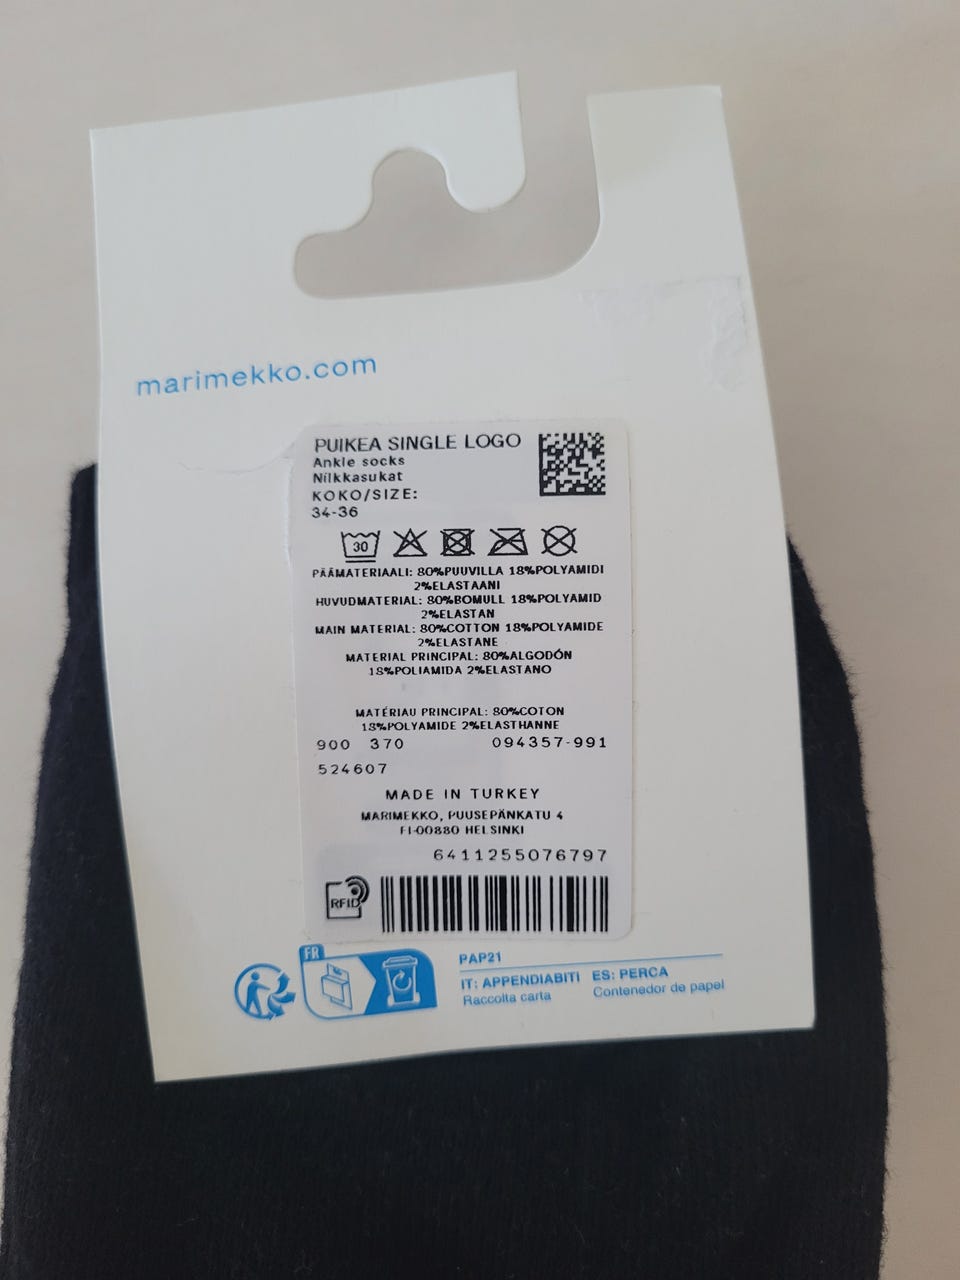 marimekko.com
PUIKEA SINGLE LOGO
Ankle socks
Nilkkasukat
KOKO/SIZE:
34-36
30
PÄÄMATERIAALI: 80%PUUVILLA 18%POLYAMIDI
2%ELASTAANI
HUVUDMATERIAL: 80%BOMULL 18%POLYAMID
2%ELASTAN
MAIN MATERIAL: 80%COTTON 18%POLYAMIDE
2%ELASTANE
MATERIAL PRINCIPAL: 80%ALGODÓN
18%POLIAMIDA 2%ELASTANO
MATÉRIAU PRINCIPAL: 80%COTON
18%POLYAMIDE 2%ELASTHANNE
900 370 094357-991
524607
MADE IN TURKEY
MARIMEKKO, PUUSEPÄNKATU 4
FI-00880 HELSINKI
6411255076797
RFID
FR
PAP21
IT: APPENDIABITI ES: PERCA
Raccolta carta Contenedor de papel